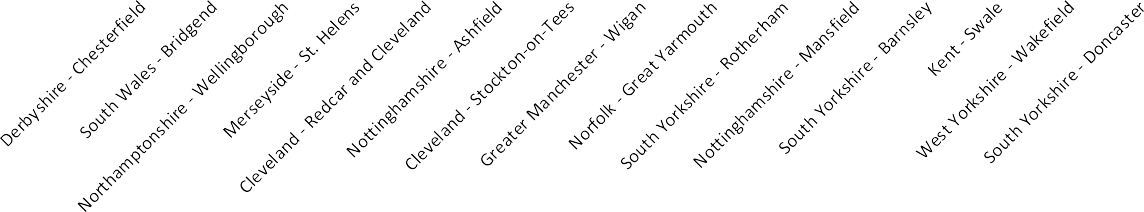 Derbyshire - Chesterfield
South Wales - Bridgend
Northamptonshire - Wellingborough
Merseyside - St. Helens
Cleveland - Redcar and Cleveland
Nottinghamshire - Ashfield
Cleveland - Stockton-on-Tees
Greater Manchester - Wigan
Norfolk - Great Yarmouth
South Yorkshire - Rotherham
Nottinghamshire - Mansfield
South Yorkshire - Barnsley
Kent - Swale
West Yorkshire - Wakefield
South Yorkshire - Doncaster